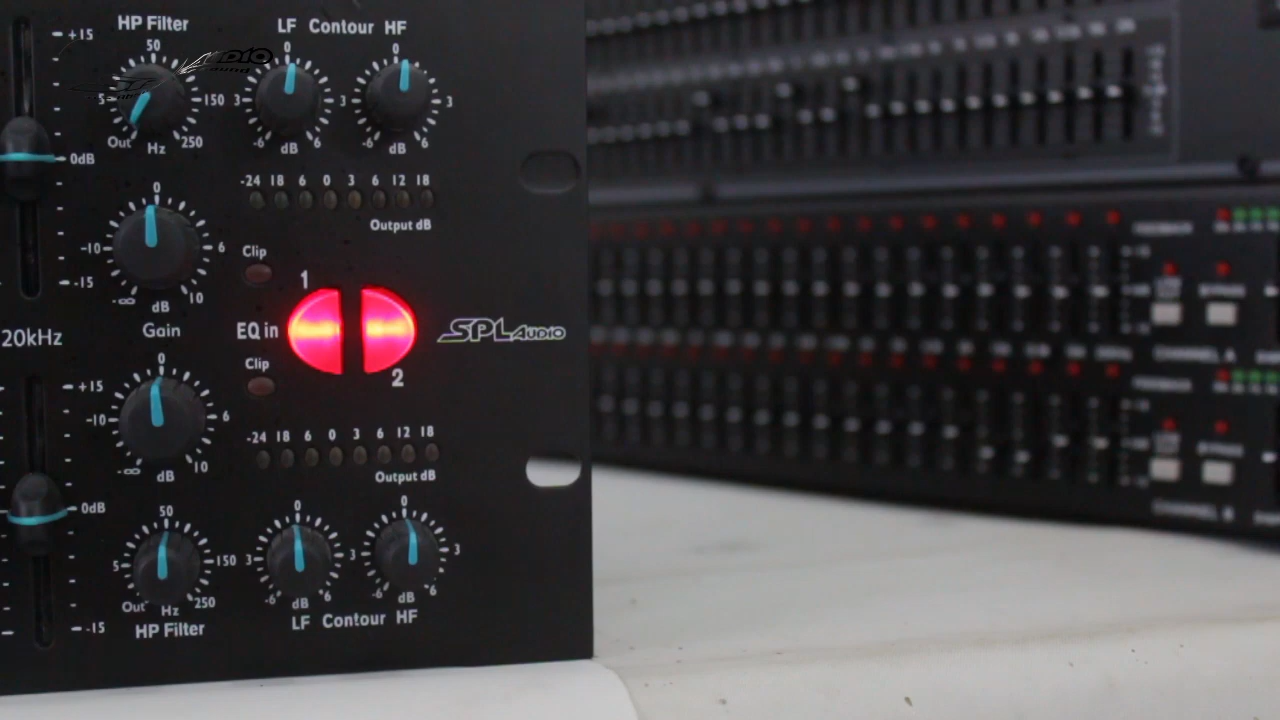 HP Filter
LF Contour HF
+15
50
0
0
5
150
3
3
3
Out
Hz
250
-6
dB
6
-6
dB
6
0dB
-24 18 6 0 3 6 12 18
0
Output dB
-10
6
Clip
-15
-∞
dB
10
1
Gain
EQ in
SPL AUDIO
20kHz
Clip
0
2
+15
-10
6
-24 18 6 0 3 6 12 18
-∞
dB
10
Output dB
0dB
50
0
0
5
150
3
3
3
Out
Hz
250
-6
dB
6
-6
dB
6
-15
HP Filter
LF Contour HF
CHANNEL A